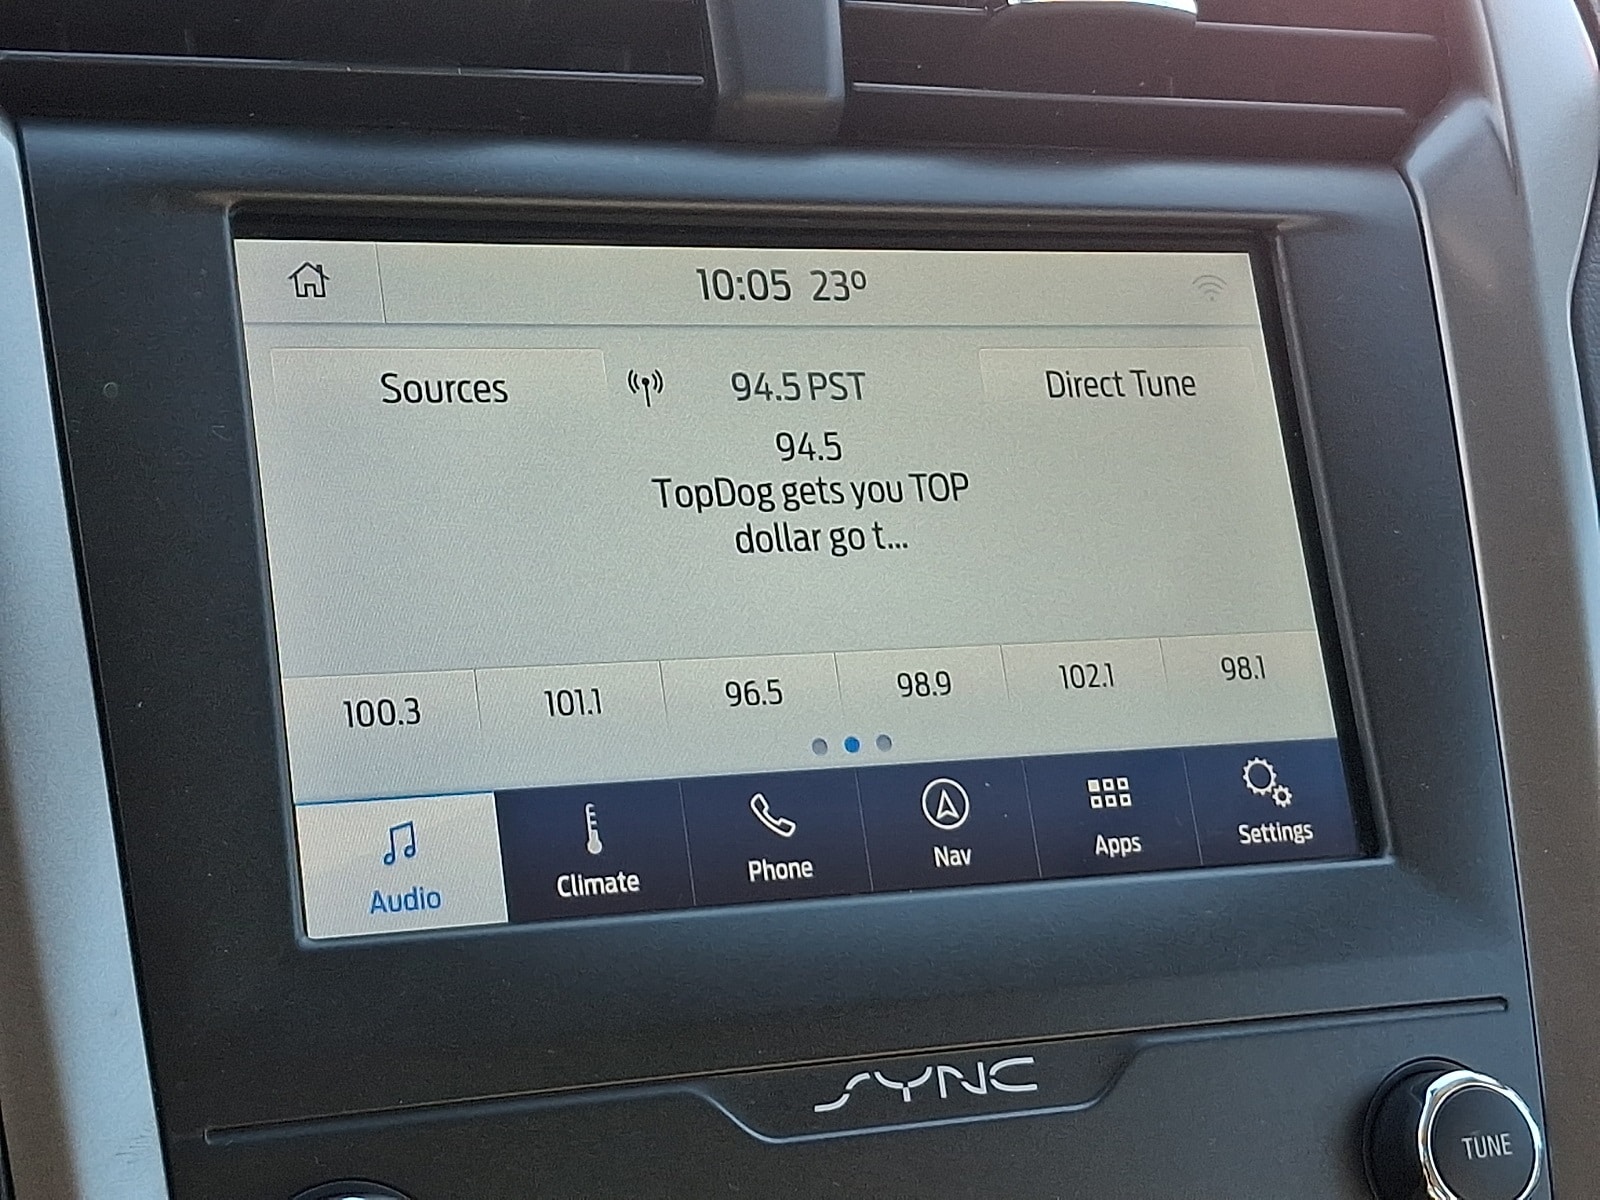 10:05 23º
Sources
94.5 PST
Direct Tune
94.5
TopDog gets you TOP
dollar go t...
100.3
101.1
96.5
98.9
102.1
98.1
Audio
Climate
Phone
Nav
Apps
Settings
SYNC
TUNE